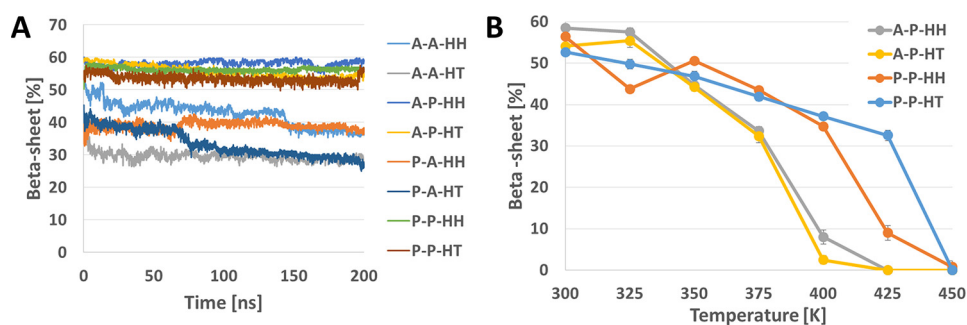 A
Beta-sheet [%]
70
60
50
40
30
20
10
0
0 50 100 150 200
Time [ns]
A-A-HH
A-A-HT
A-P-HH
A-P-HT
P-A-HH
P-A-HT
P-P-HH
P-P-HT
B
Beta-sheet [%]
60
50
40
30
20
10
0
300 325 350 375 400 425 450
Temperature [K]
A-P-HH
A-P-HT
P-P-HH
P-P-HT